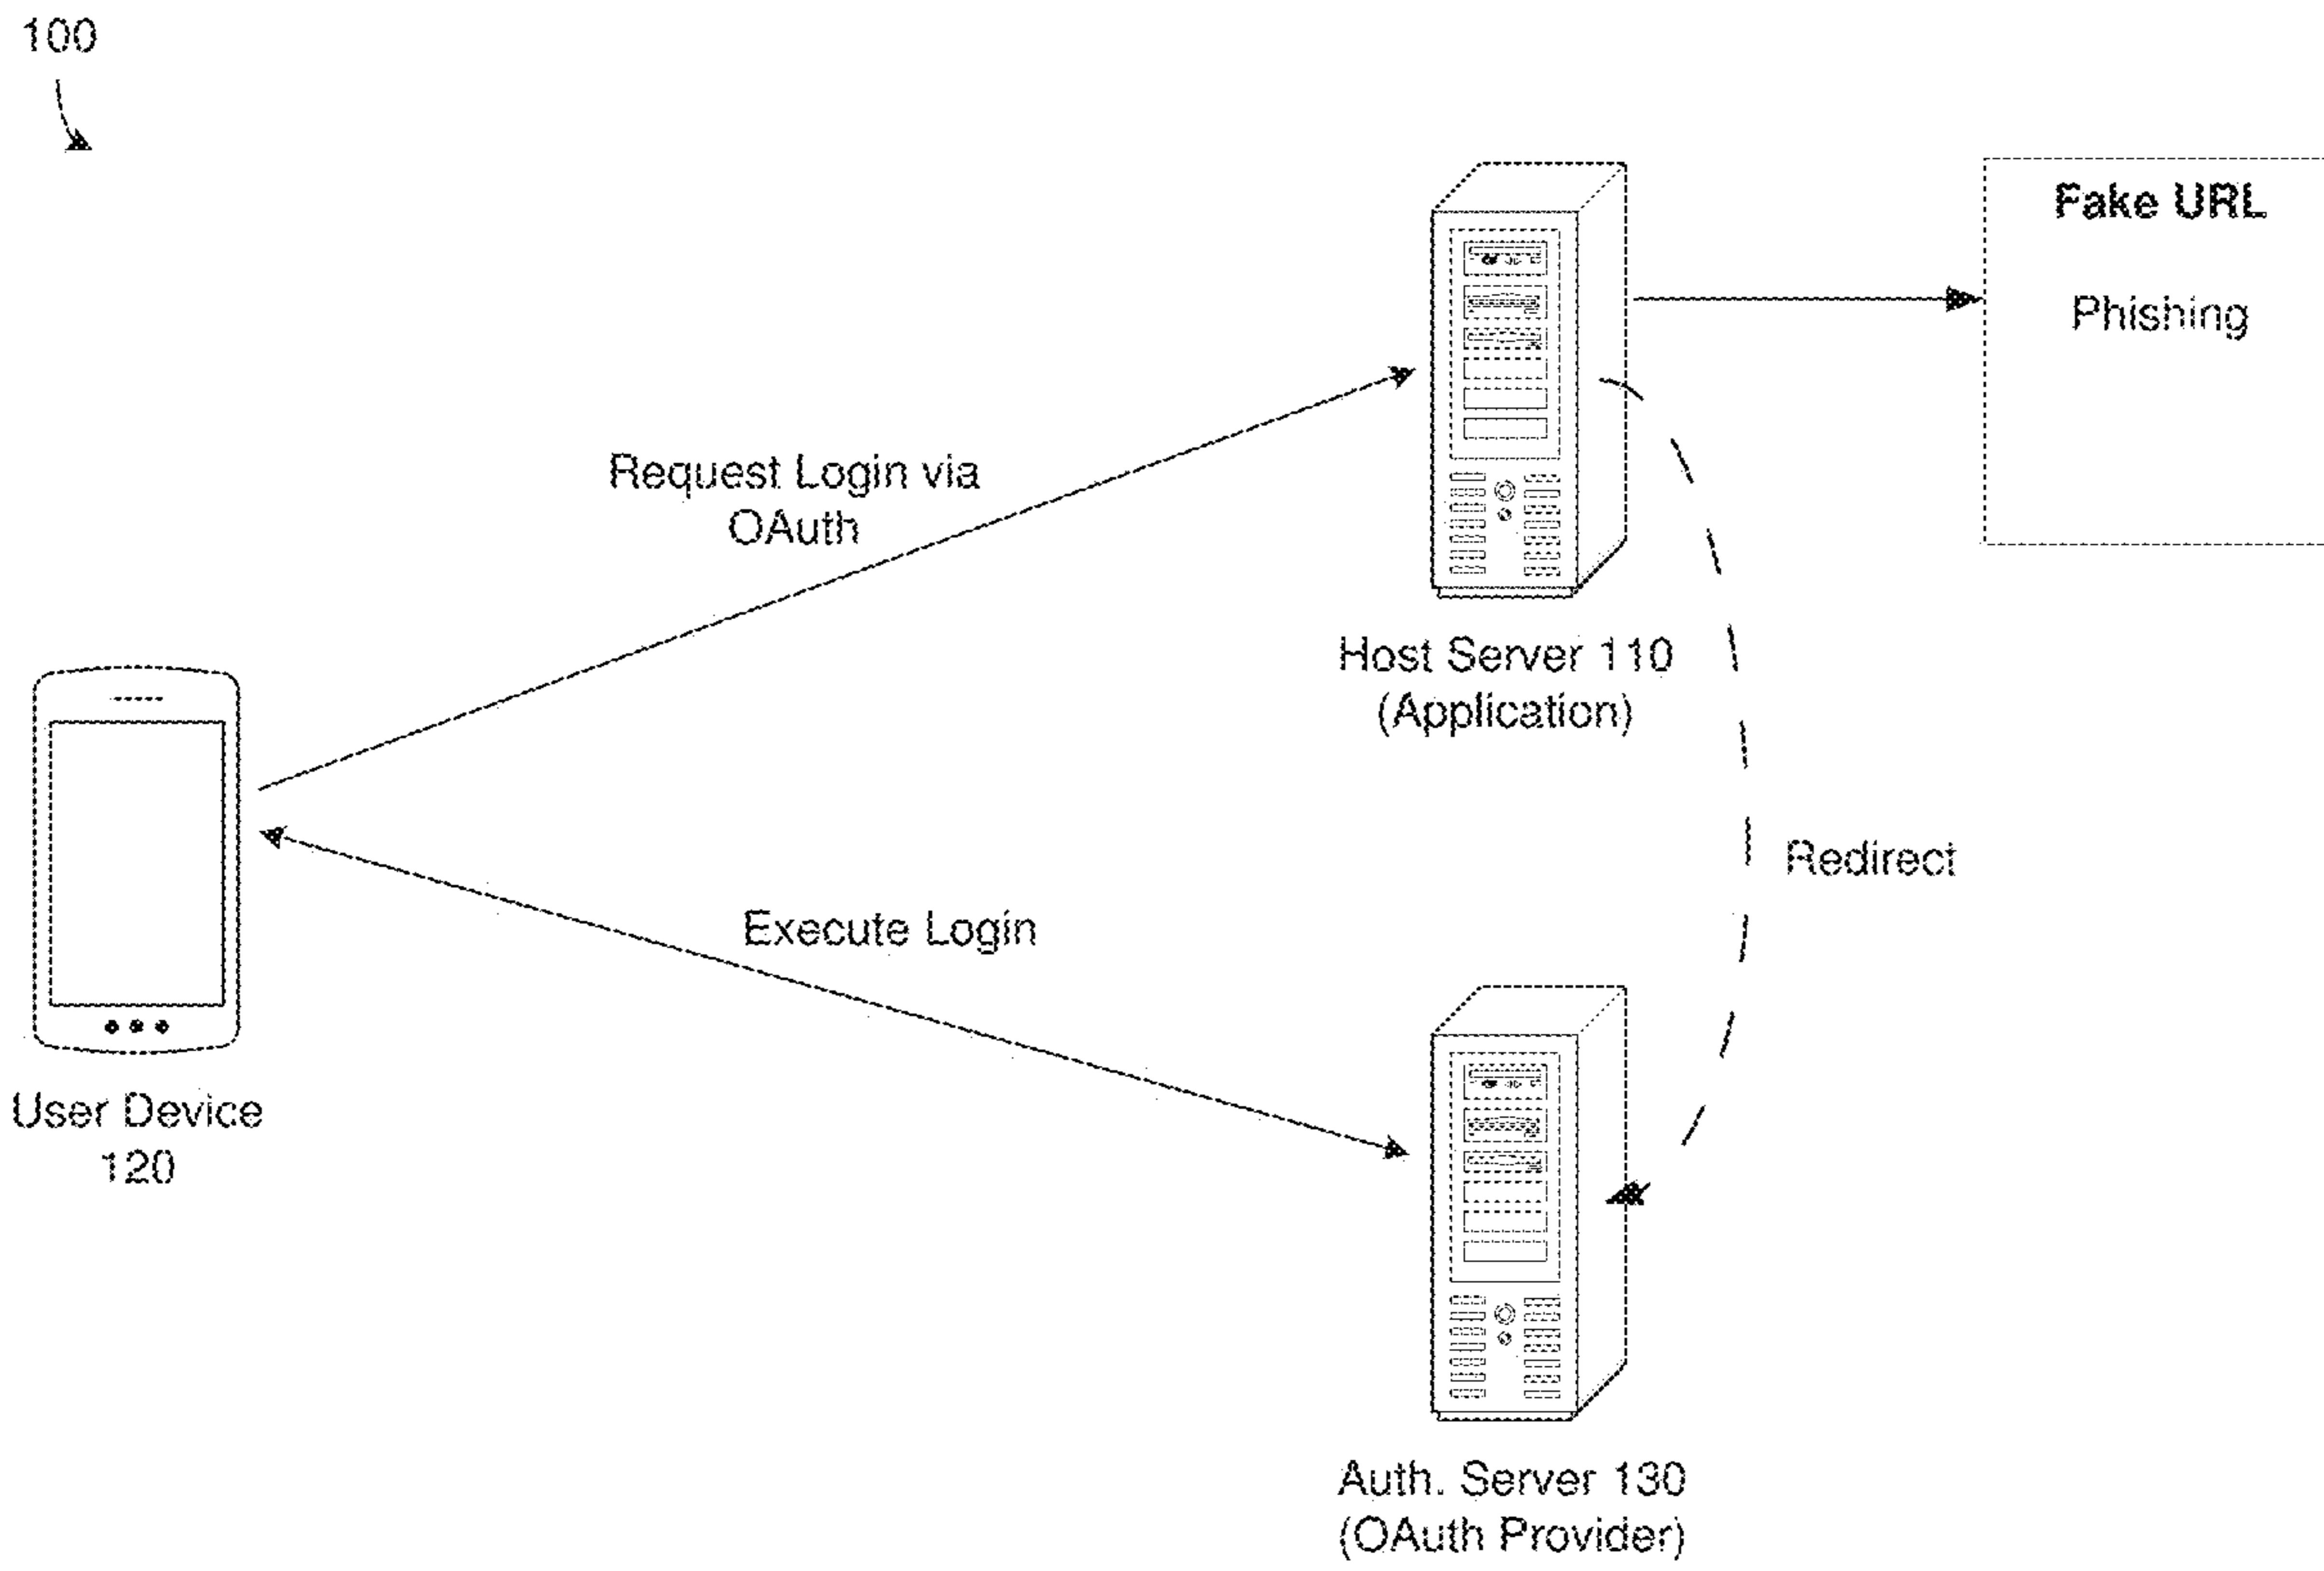 100
Fake URL
Phishing
Request Login via
OAuth
Host Server 110
(Application)
Redirect
Execute Login
User Device
120
Auth. Server 130
(OAuth Provider)